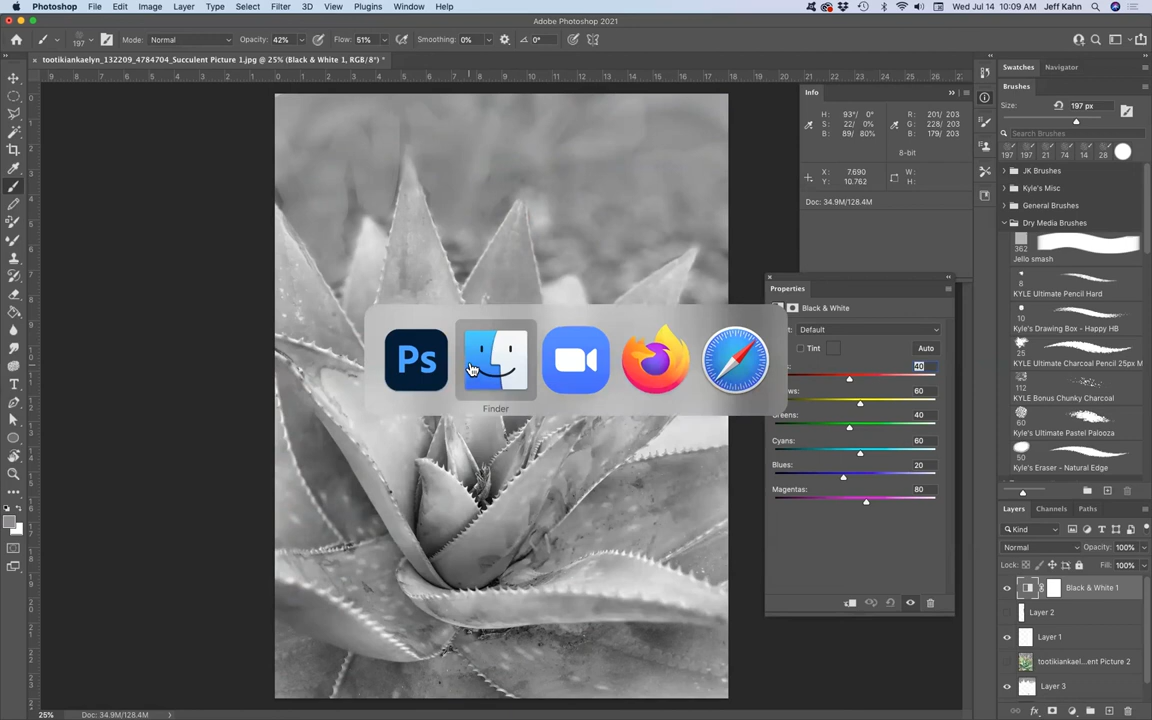 Photoshop File Edit Image Layer Type Select Filter 3D View Plugins Window Help Wed Jul 14 10:09 AM Jeff Kahn
Adobe Photoshop 2021
197 Mode: Normal Opacity: 42% Flow: 51% Smoothing: 0% 0°
tootikiankaelyn_132209_4784704_Succulent Picture 1.jpg @ 25% (Black & White 1, RGB/8*) *
Swatches Navigator
Brushes
Size: 197 px
Search Brushes
197 197 21 74 14 28
JK Brushes
Kyle's Misc
General Brushes
Dry Media Brushes
362
Jello smash
8
KYLE Ultimate Pencil Hard
10
Kyle's Drawing Box - Happy HB
25
Kyle's Ultimate Charcoal Pencil 25px M
112
KYLE Bonus Chunky Charcoal
60
Kyle's Ultimate Pastel Palooza
50
Kyle's Eraser - Natural Edge
Info
H: 93°/ 0° R: 201/ 203
S: 22/ 0% G: 228/ 203
B: 89/ 80% B: 179/ 203
8-bit
X: 7.690 W:
Y: 10.762 H:
Doc: 34.9M/128.4M
Properties
Black & White
Default
Tint Auto
40
60
Greens: 40
Cyans: 60
Blues: 20
Magentas: 80
Ps
Finder
Layers Channels Paths
Kind
Normal Opacity: 100%
Lock: Fill: 100%
Black & White 1
Layer 2
Layer 1
tootikiankael...ent Picture 2
Layer 3
25% Doc: 34.9M/128.4M